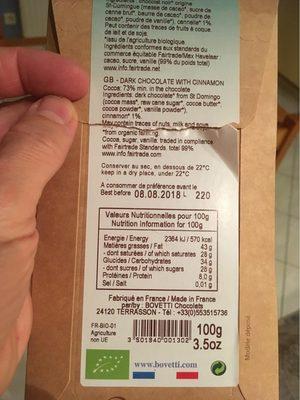 ingrédients : chocolat noir* origine
St-Domingue (masse de cacao*, sucre de
canne brut*, beurre de cacao*, poudre de
cacao*, poudre de vanille*), cannelle* 1%
Peut contenir des traces de fruits à coque
de lait et de soja.
*issu de l'agriculture biologique
Ingrédients conformes aux standards du
commerce équitable Fairtrade/Max Havelaar :
cacao, sucre, vanille (99% du poids total)
www.info.fairtrade.net
GB - DARK CHOCOLATE WITH CINNAMON
Cocoa: 73% min. in the chocolate
Ingredients: dark chocolate* from St Domingo
(cocoa mass*, raw cane sugar*, cocoa butter*,
cocoa powder*, vanilla powder*),
cinnamon* 1%.
May contain traces of nuts, milk and soya
*from organic farming
Cocoa, sugar, vanilla: traded in compliance
with Fairtrade Standards, total 99%
www.info.fairtrade.com
Conserver au sec, en dessous de 22°C
keep in a dry place, under 22°C
A consommer de préférence avant le
Best before 08.08.2018 L 220
Valeurs Nutritionnelles pour 100g
Nutrition Information for 100g
Energie / Energy 2364 kJ / 570 kcal
Matières grasses / Fat 43 g
- dont saturées / of which saturates 28 g
Glucides / Carbohydrates 34 g
- dont sucres / of which sugars 28 g
Protéines / Protein 8,0 g
Sel / Salt 0,01 g
Fabriqué en France / Made in France
par/by : BOVETTI Chocolats
24120 TERRASSON - Tél : +33(0)553515736
FR-BIO-01
Agriculture
non UE
3 501840 001302
100g
3.5oz
www.bovetti.com
Modèle déposé